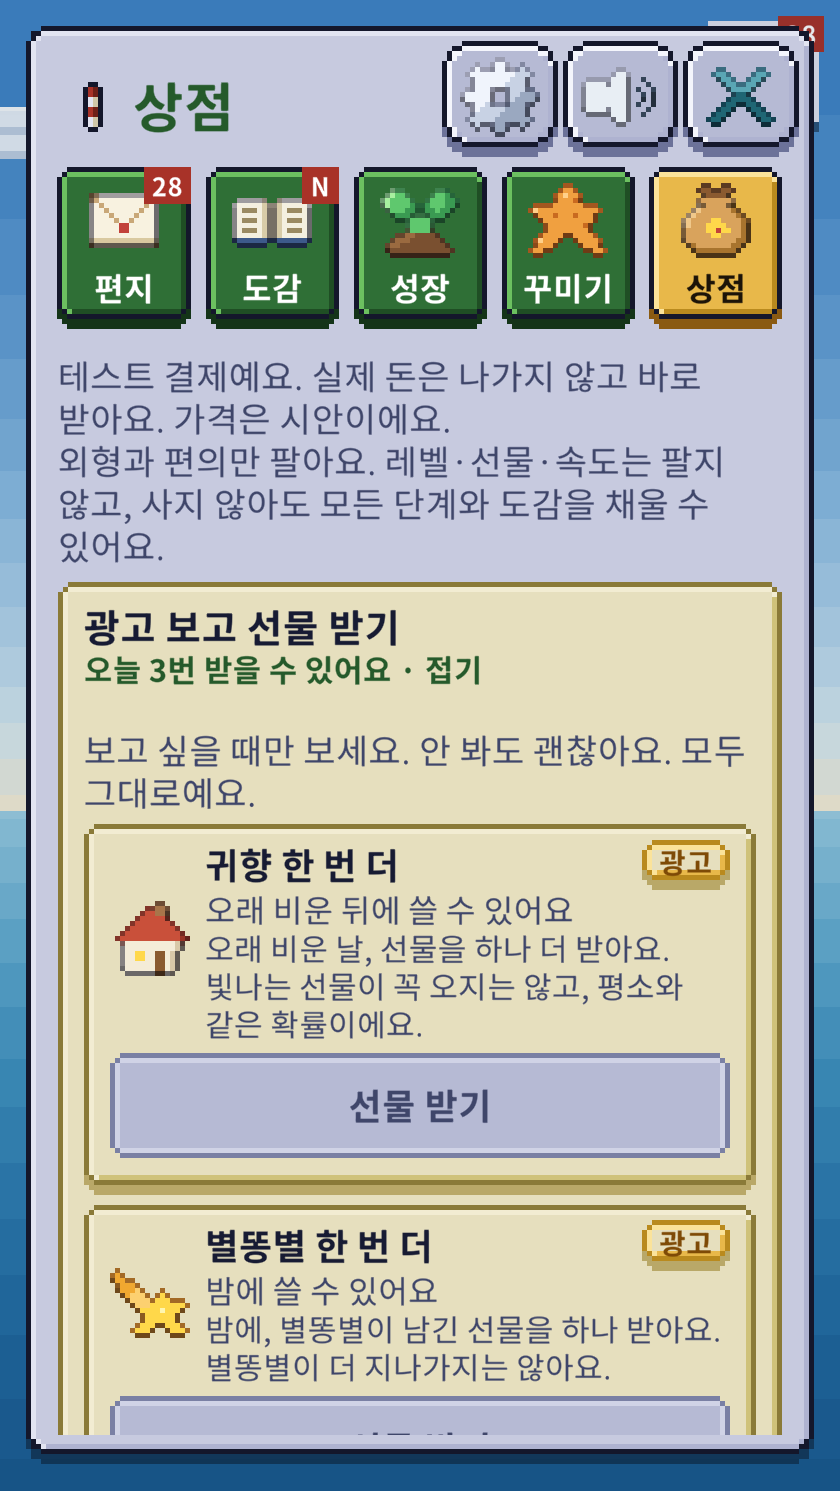 상점
28
N
편지
도감
성장
꾸미기
상점
테스트 결제예요. 실제 돈은 나가지 않고 바로
받아요. 가격은 시안이에요.
외형과 편의만 팔아요. 레벨·선물·속도는 팔지
않고, 사지 않아도 모든 단계와 도감을 채울 수
있어요.
광고 보고 선물 받기
오늘 3번 받을 수 있어요 · 접기
보고 싶을 때만 보세요. 안 봐도 괜찮아요. 모두
그대로예요.
귀향 한 번 더
광고
오래 비운 뒤에 쓸 수 있어요
오래 비운 날, 선물을 하나 더 받아요.
빛나는 선물이 꼭 오지는 않고, 평소와
같은 확률이에요.
선물 받기
별똥별 한 번 더
광고
밤에 쓸 수 있어요
밤에, 별똥별이 남긴 선물을 하나 받아요.
별똥별이 더 지나가지는 않아요.